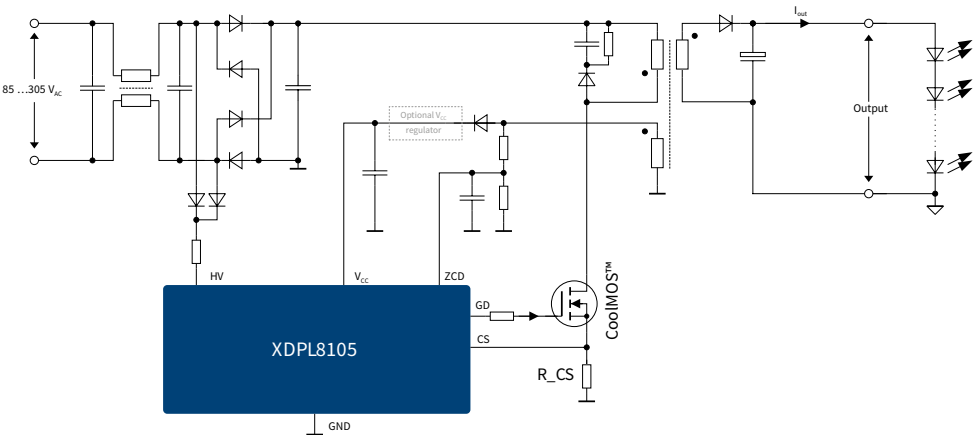 I_out
85 ...305 V_AC
Optional V_CC
regulator
Output
HV
V_CC
ZCD
GD
CoolMOS™
XDPL8105
CS
R_CS
GND